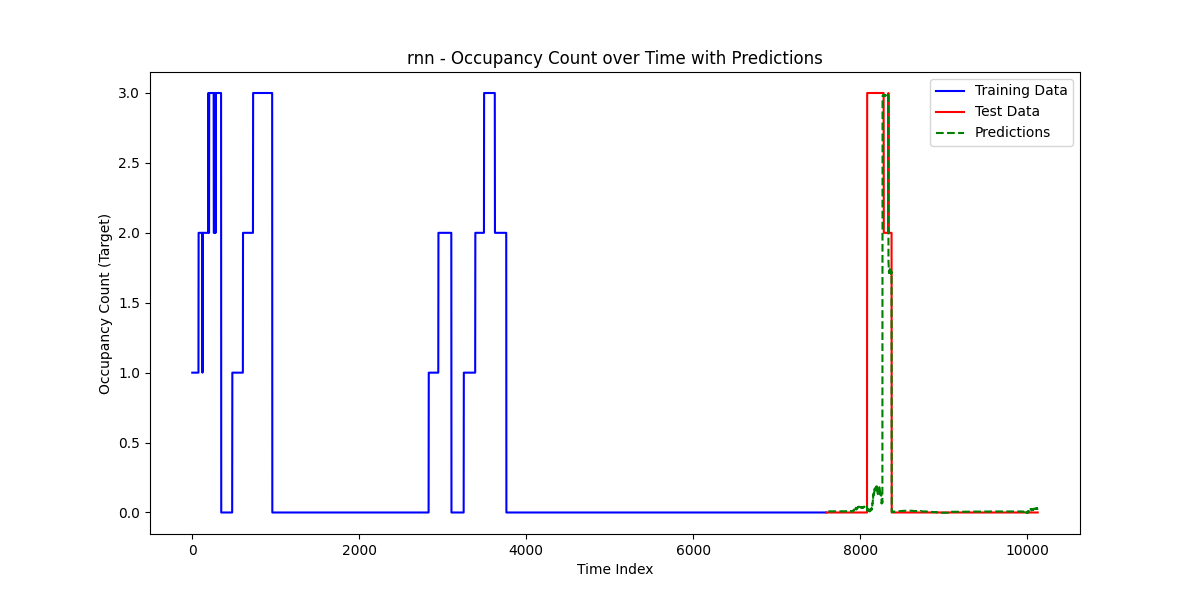 rnn - Occupancy Count over Time with Predictions
Occupancy Count (Target)
3.0
2.5
2.0
1.5
1.0
0.5
0.0
Training Data
Test Data
Predictions
0 2000 4000 6000 8000 10000
Time Index